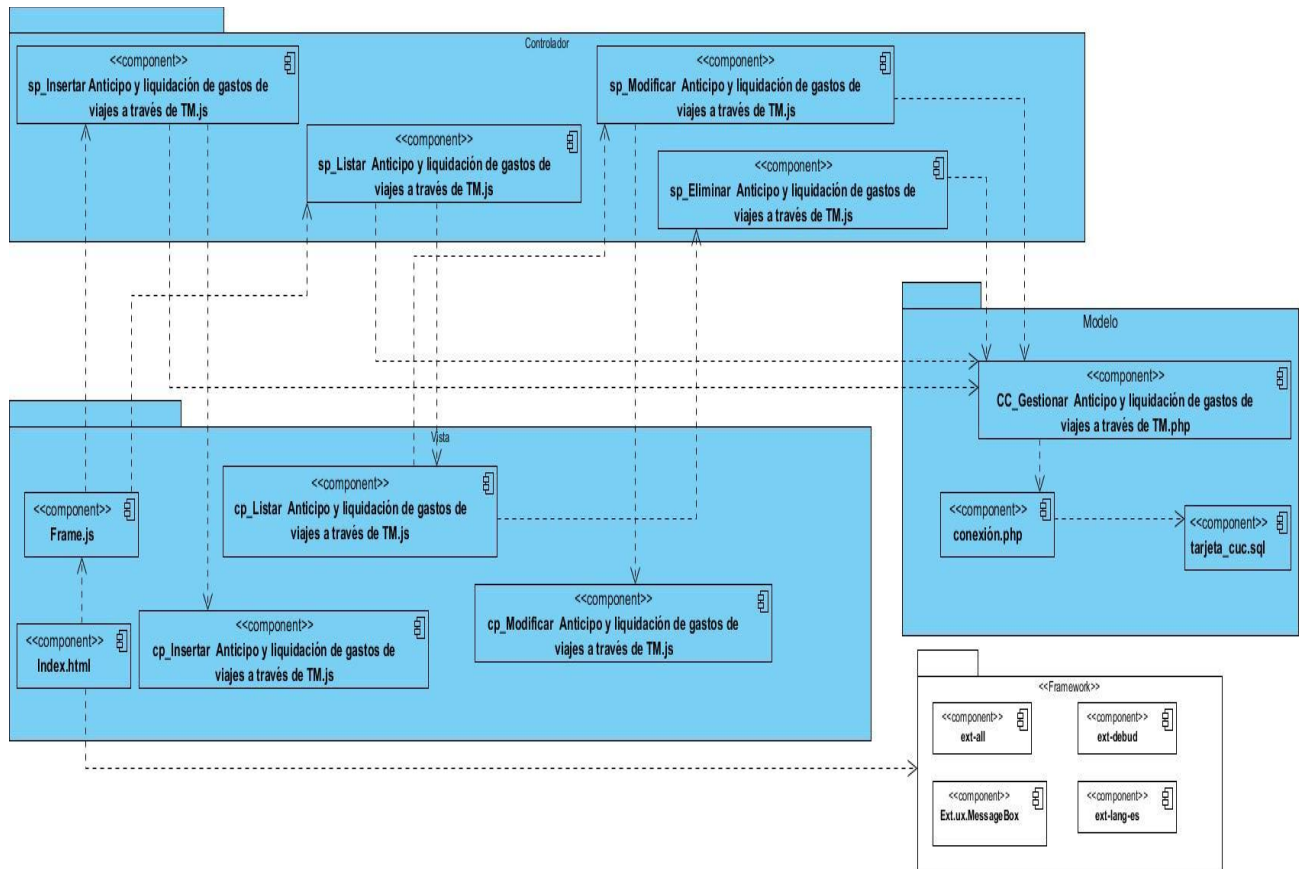 Controlador
<<component>>
sp_Insertar Anticipo y liquidación de gastos de
viajes a través de TM.js
<<component>>
sp_Modificar Anticipo y liquidación de gastos de
viajes a través de TM.js
<<component>>
sp_Listar Anticipo y liquidación de gastos de
viajes a través de TM.js
<<component>>
sp_Eliminar Anticipo y liquidación de gastos de
viajes a través de TM.js
Modelo
<<component>>
CC_Gestionar Anticipo y liquidación de gastos de
viajes a través de TM.php
<<component>>
conexión.php
<<component>>
tarjeta_cuc.sql
Vista
<<component>>
cp_Listar Anticipo y liquidación de gastos de
viajes a través de TM.js
<<component>>
Frame.js
<<component>>
cp_Modificar Anticipo y liquidación de gastos de
viajes a través de TM.js
<<component>>
cp_Insertar Anticipo y liquidación de gastos de
viajes a través de TM.js
<<component>>
Index.html
<<Framework>>
<<component>>
ext-all
<<component>>
ext-debud
<<component>>
Ext.ux.MessageBox
<<component>>
ext-lang-es